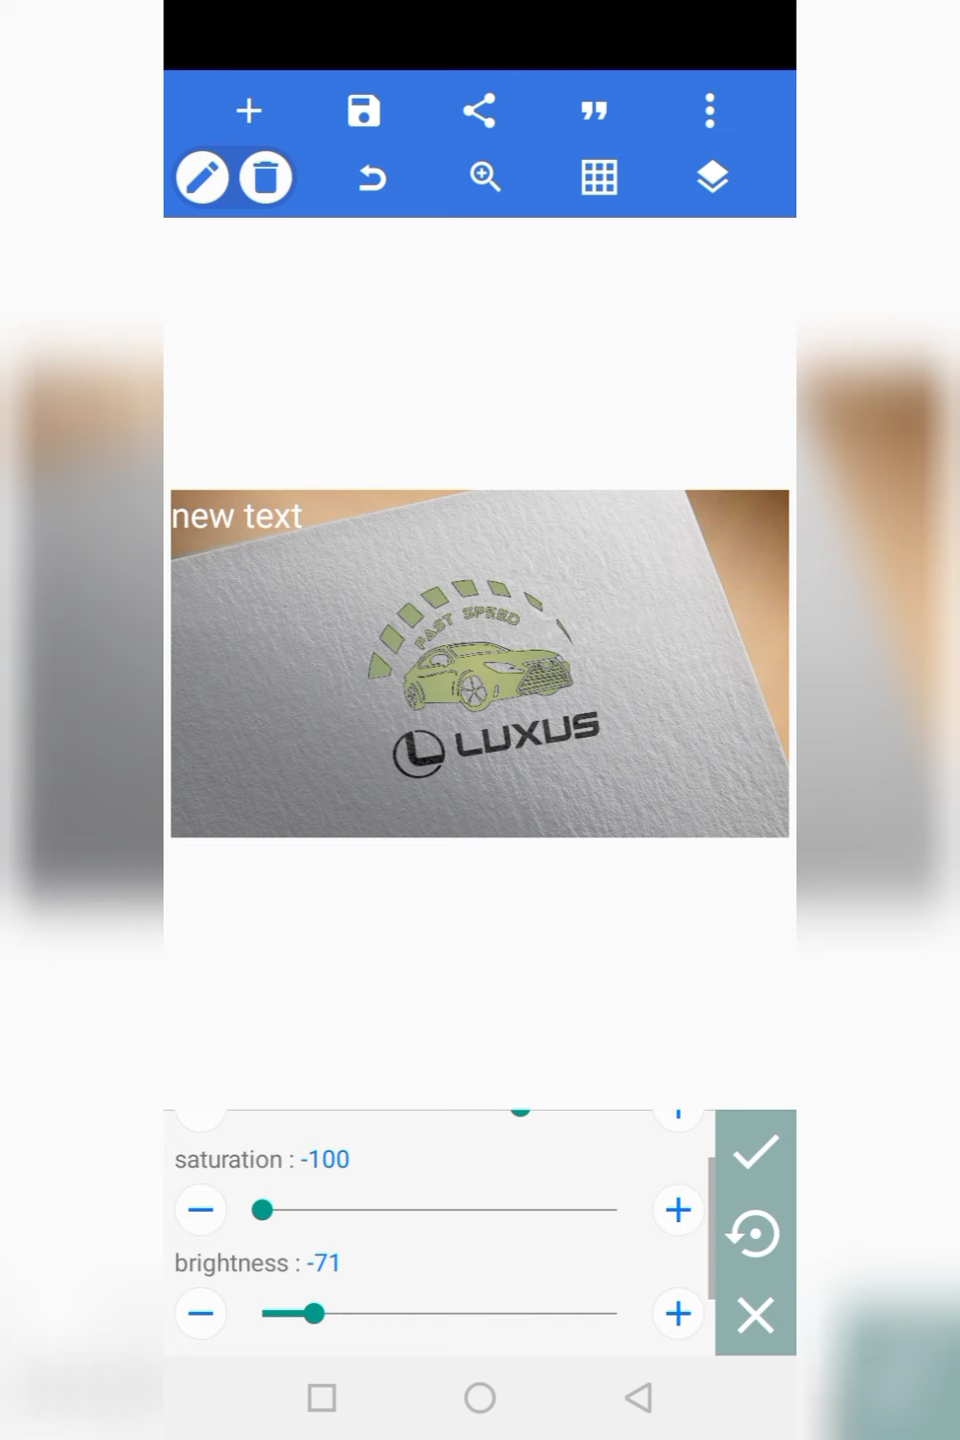 new text
FAST SPEED
L LUXUS
saturation : -100
brightness : -71